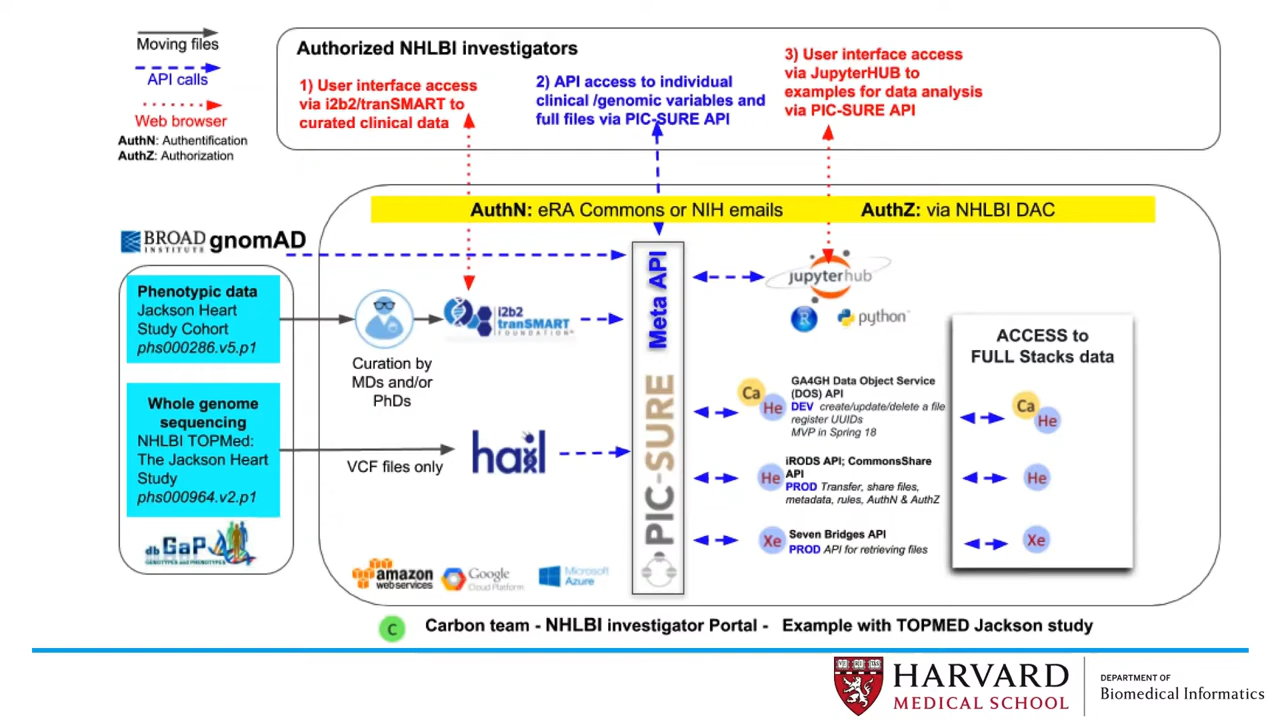 Moving files
API calls
Web browser
AuthN: Authentification
AuthZ: Authorization
Authorized NHLBI investigators
1) User interface access
via i2b2/tranSMART to
curated clinical data
2) API access to individual
clinical /genomic variables and
full files via PIC-SURE API
3) User interface access
via JupyterHUB to
examples for data analysis
via PIC-SURE API
AuthN: eRA Commons or NIH emails
AuthZ: via NHLBI DAC
BROAD
INSTITUTE
gnomAD
Phenotypic data
Jackson Heart
Study Cohort
phs000286.v5.p1
Whole genome
sequencing
NHLBI TOPMed:
The Jackson Heart
Study
phs000964.v2.p1
dbGaP
GENOTYPES and PHENOTYPES
Curation by
MDs and/or
PhDs
i2b2
tranSMART
FOUNDATION
VCF files only
hail
Meta API
PIC-SURE
jupyterhub
R
python
Ca
He
GA4GH Data Object Service
(DOS) API
DEV create/update/delete a file
register UUIDs
MVP in Spring 18
He
iRODS API; CommonsShare
API
PROD Transfer, share files,
metadata, rules, AuthN & AuthZ
Xe
Seven Bridges API
PROD API for retrieving files
ACCESS to
FULL Stacks data
Ca
He
He
Xe
amazon
webservices
Google
Cloud Platform
Microsoft
Azure
C
Carbon team - NHLBI investigator Portal - Example with TOPMED Jackson study
HARVARD
MEDICAL SCHOOL
DEPARTMENT OF
Biomedical Informatics